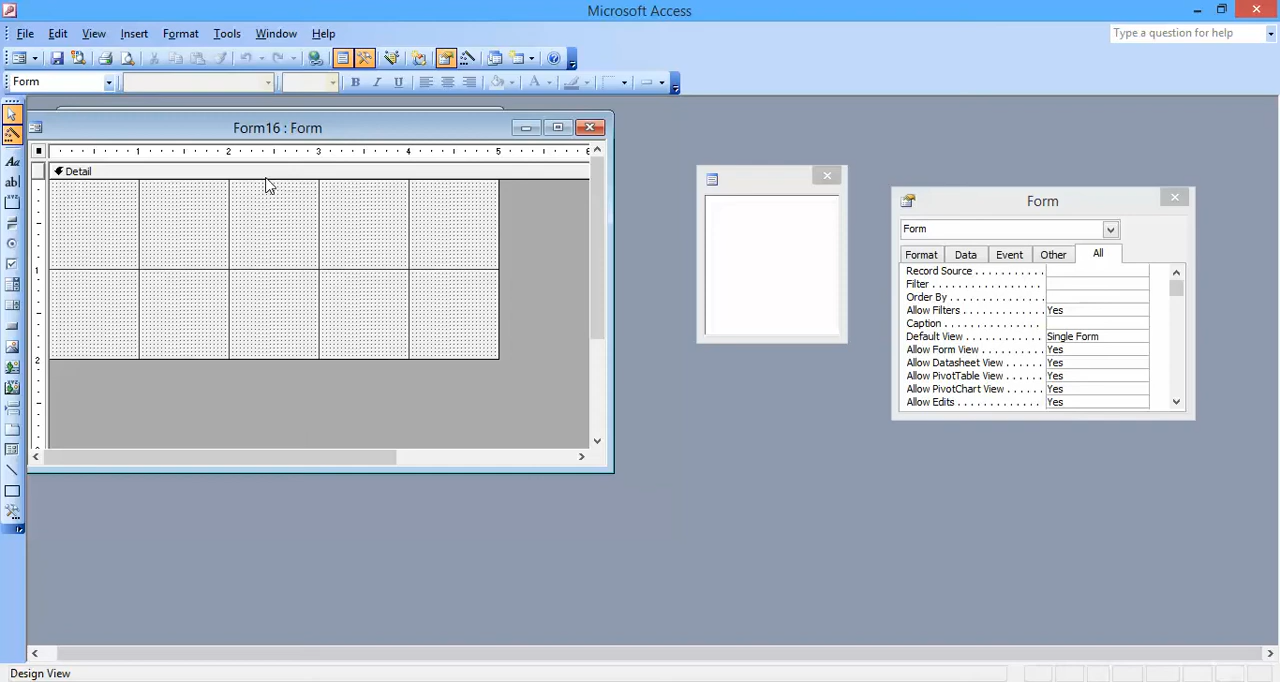 Microsoft Access
File Edit View Insert Format Tools Window Help
Type a question for help
Form
B I U
A
Form16 : Form
1 2 3 4 5 6
Detail
1
2
Aa
ab|
Form
Form
Format Data Event Other All
Record Source
Filter
Order By
Allow Filters Yes
Caption
Default View Single Form
Allow Form View Yes
Allow Datasheet View Yes
Allow PivotTable View Yes
Allow PivotChart View Yes
Allow Edits Yes
Design View